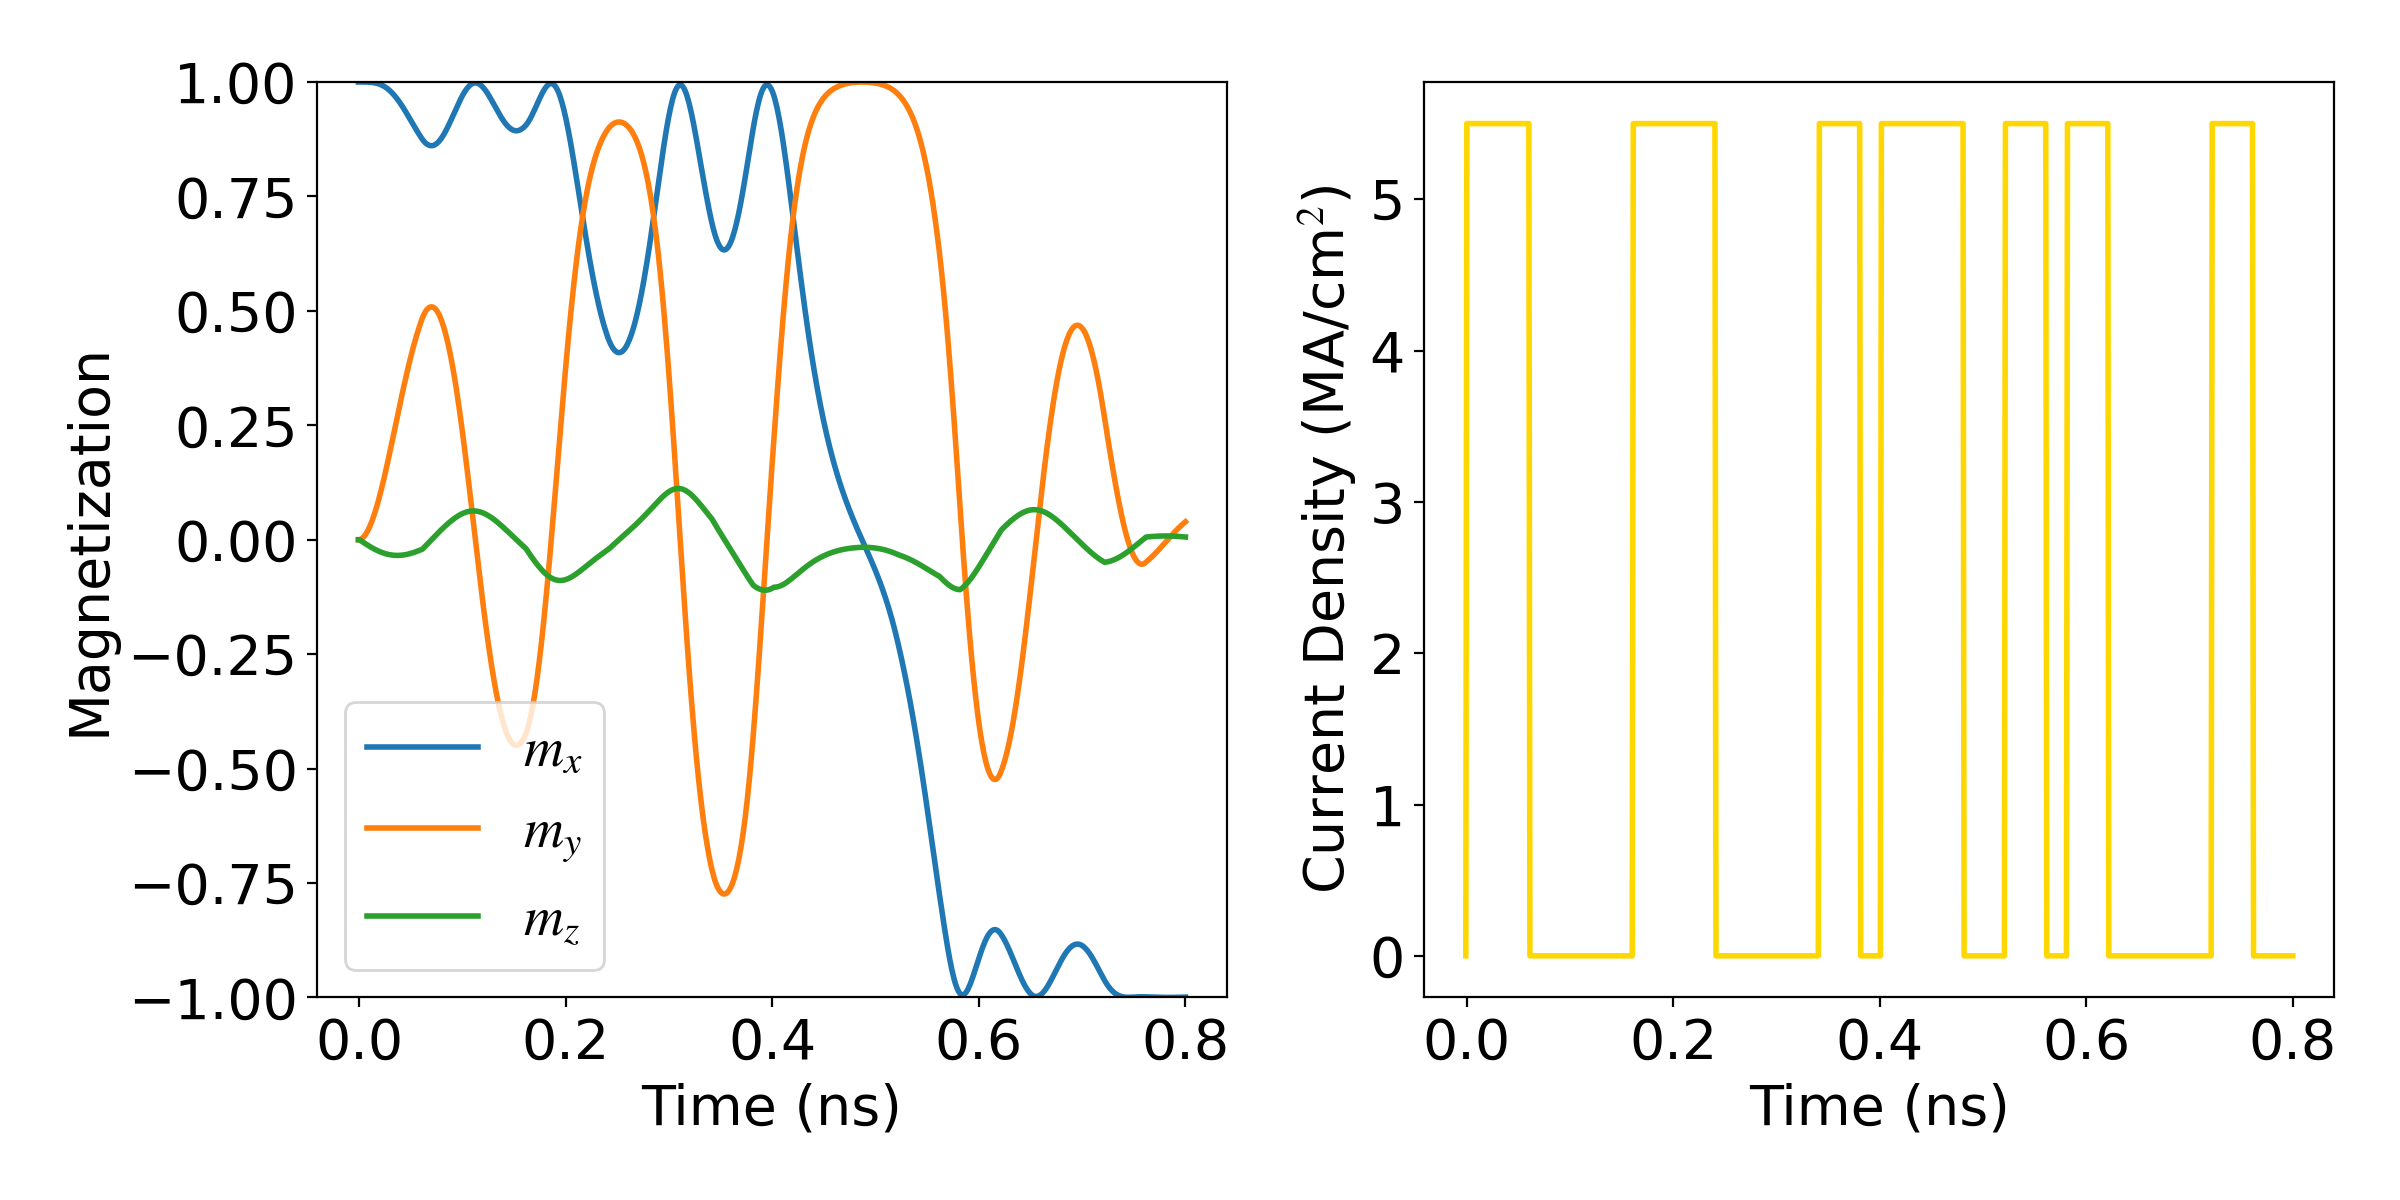 Magnetization
1.00
0.75
0.50
0.25
0.00
−0.25
−0.50
−0.75
−1.00
m_x
m_y
m_z
0.0 0.2 0.4 0.6 0.8
Time (ns)
Current Density (MA/cm²)
5
4
3
2
1
0
0.0 0.2 0.4 0.6 0.8
Time (ns)